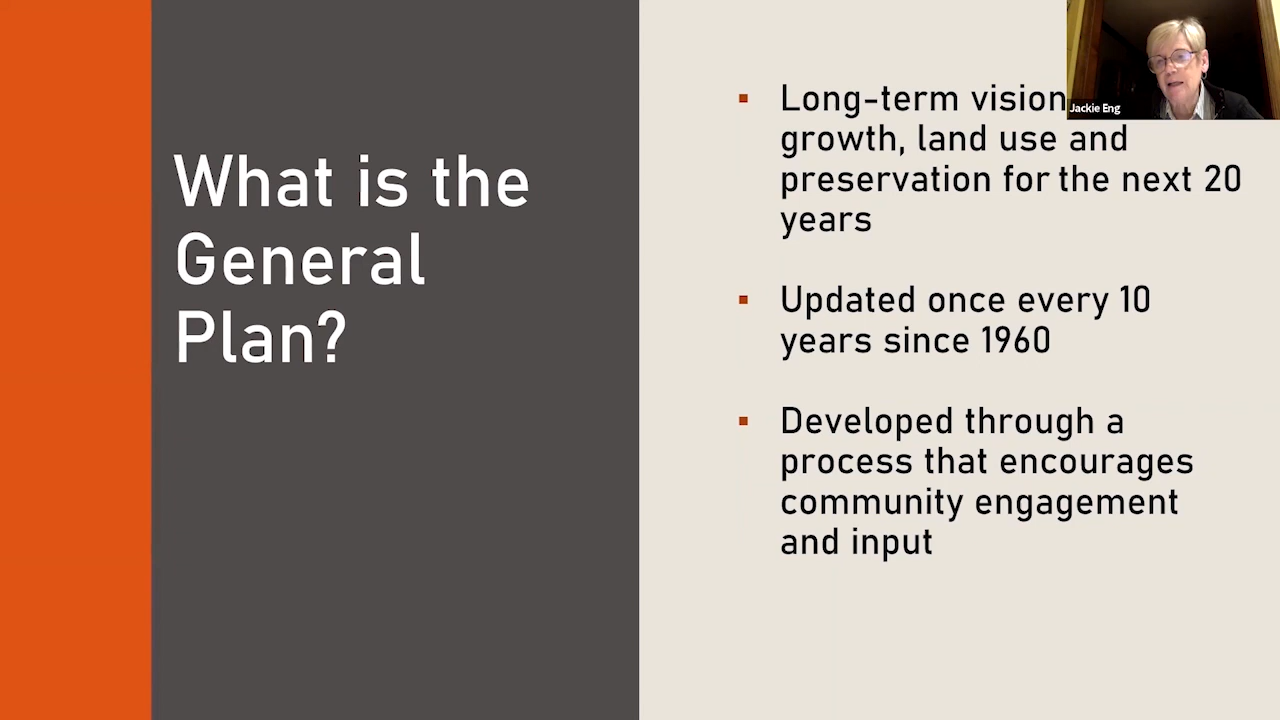 What is the
General
Plan?
▪ Long-term vision
growth, land use and
preservation for the next 20
years
▪ Updated once every 10
years since 1960
▪ Developed through a
process that encourages
community engagement
and input
Jackie Eng